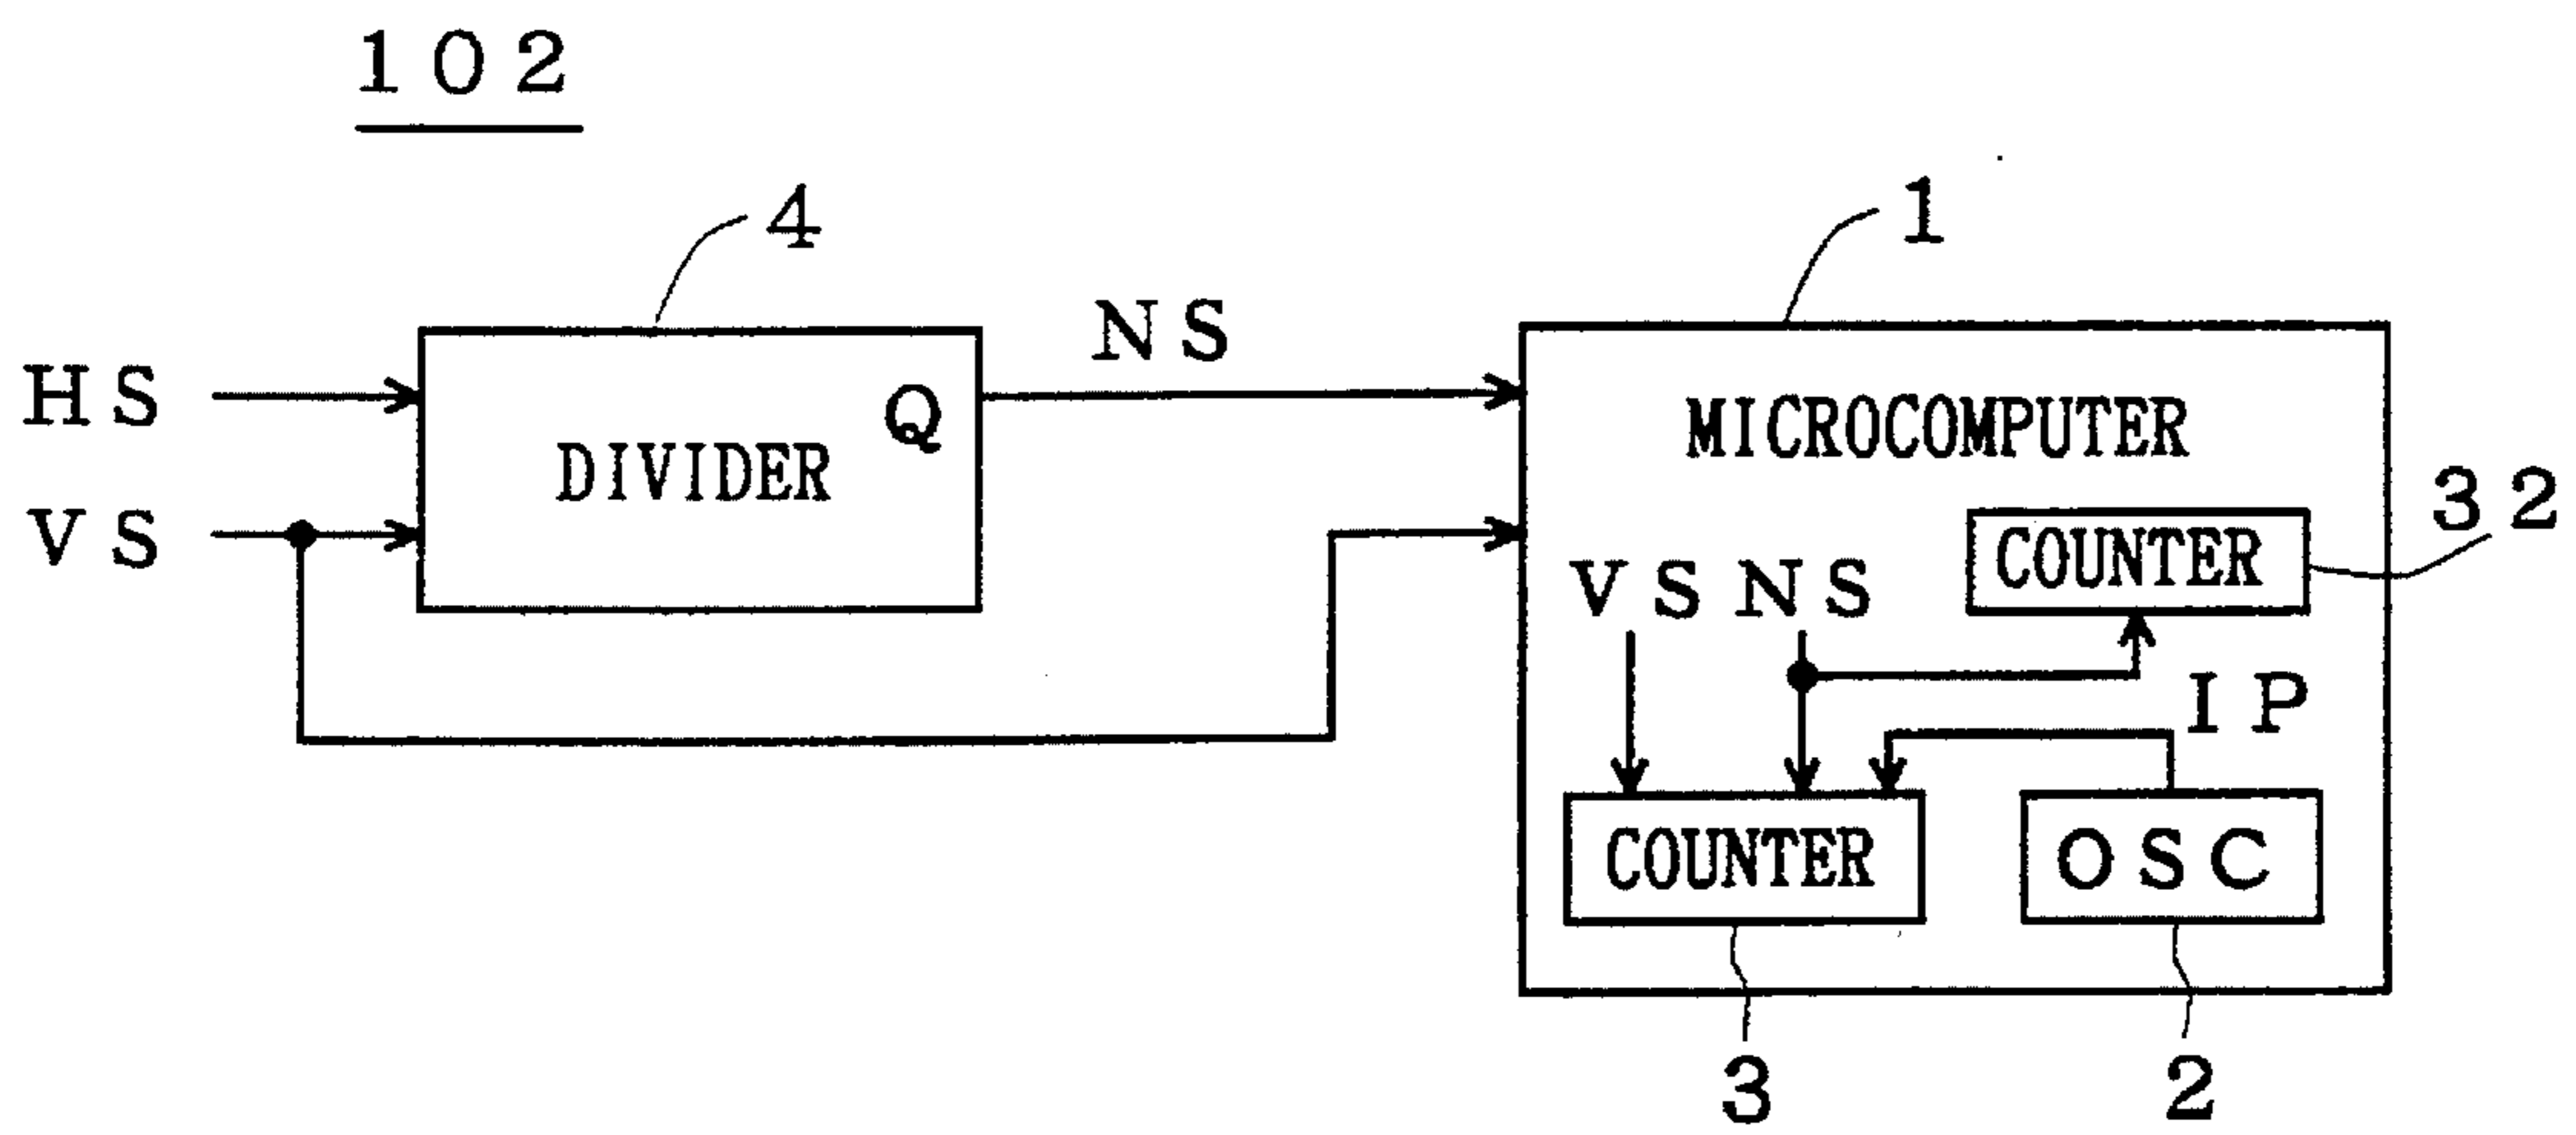 102
4
1
NS
HS
Q
MICROCOMPUTER
DIVIDER
32
VS
COUNTER
VS NS
IP
COUNTER
OSC
3
2